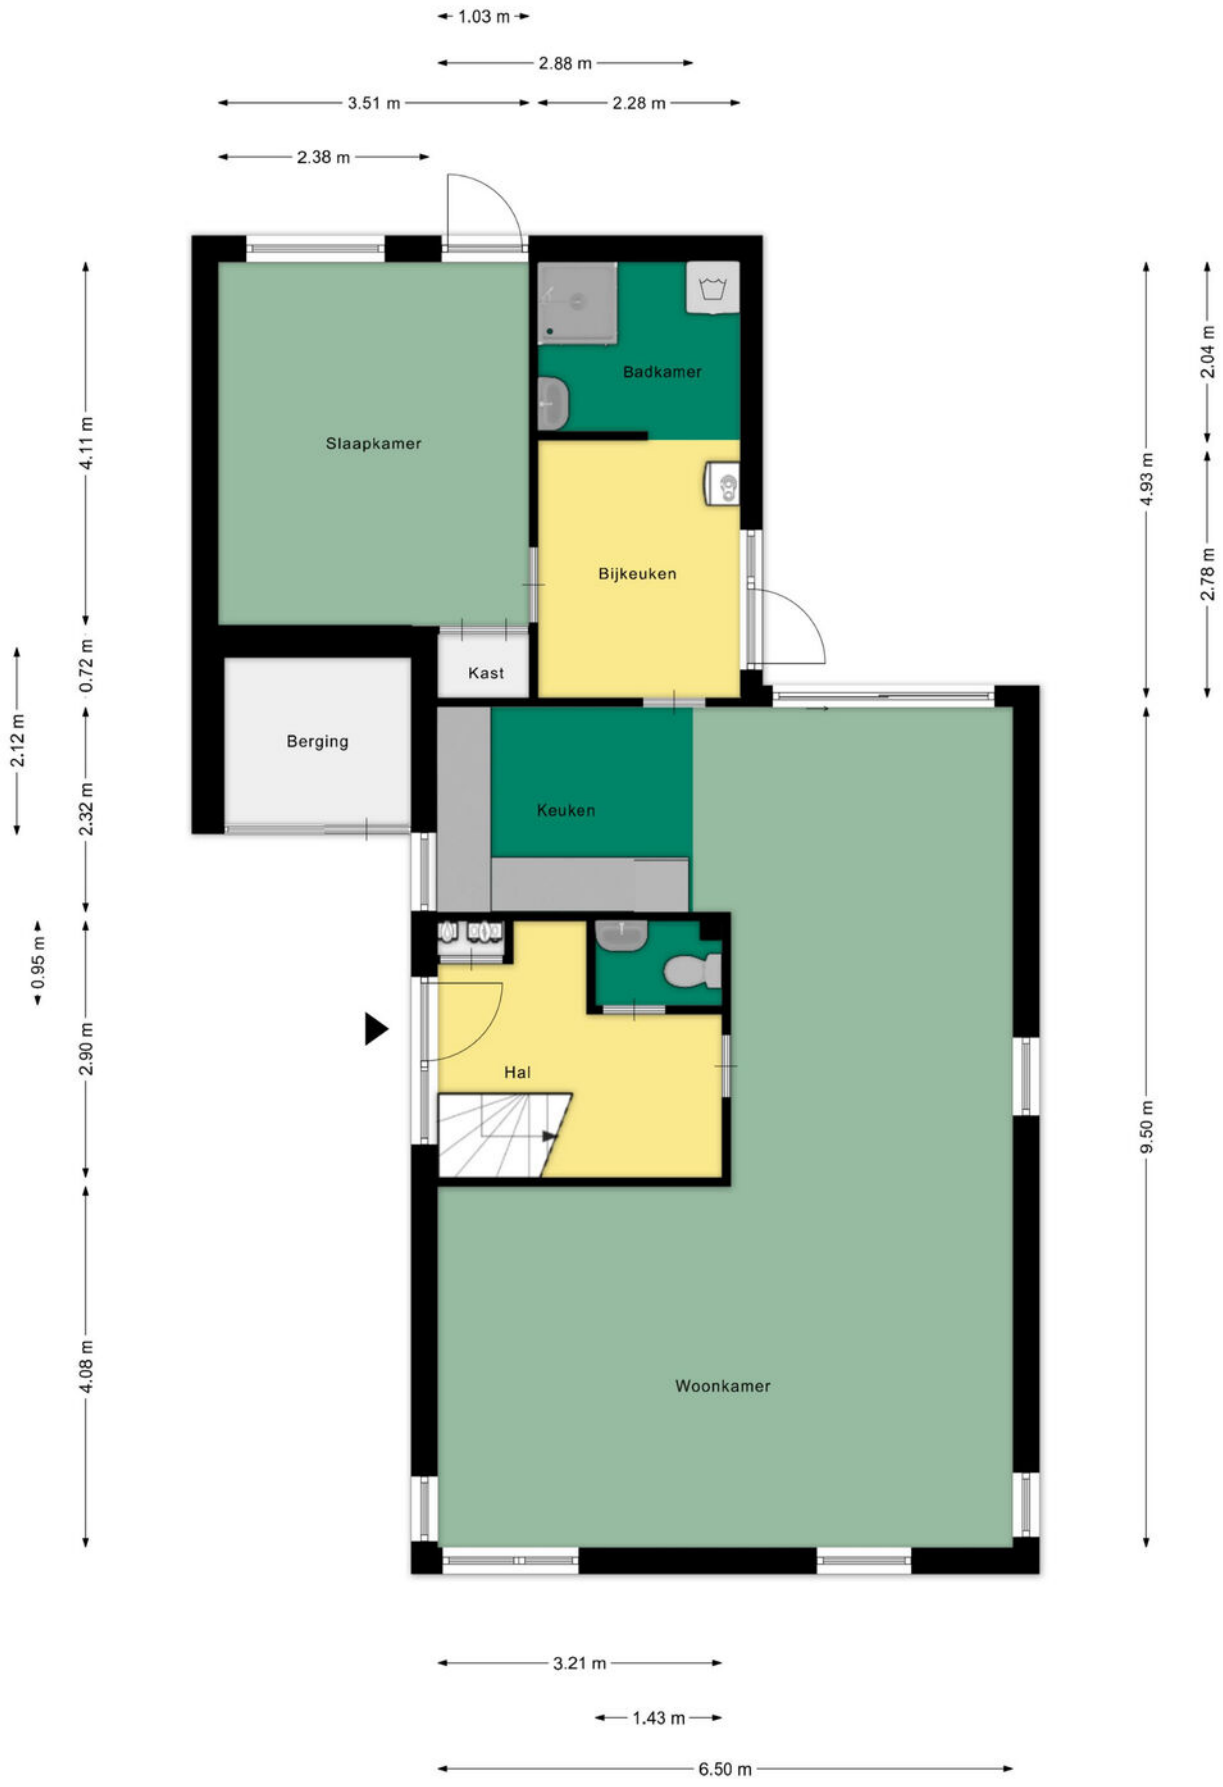 1.03 m
2.88 m
3.51 m
2.28 m
2.38 m
2.04 m
4.11 m
4.93 m
2.78 m
0.72 m
2.12 m
2.32 m
0.95 m
2.90 m
9.50 m
4.08 m
Badkamer
Slaapkamer
Bijkeuken
Kast
Berging
Keuken
Hal
Woonkamer
3.21 m
1.43 m
6.50 m